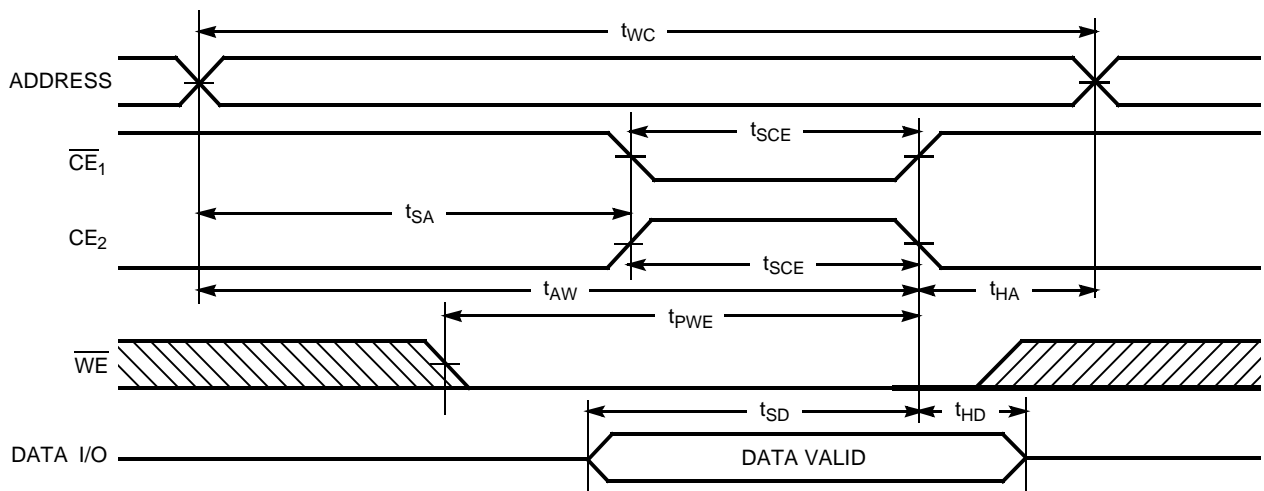 tWC
ADDRESS
tSCE
CE1
tSA
CE2
tSCE
tAW
tHA
tPWE
WE
tSD
tHD
DATA I/O
DATA VALID